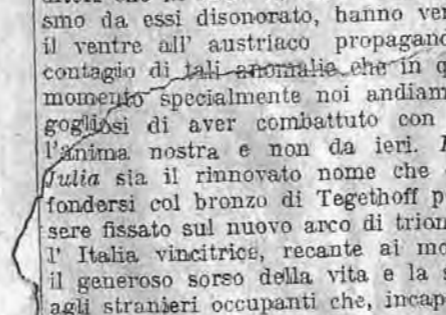 smo da essi disonorato, hanno ven
il ventre all' austriaco propagand
contagio di tali anomalie che in q
momento specialmente noi andiam
gogliosi di aver combattuto con
l'anima nostra e non da ieri.
Julia sia il rinnovato nome che
fondersi col bronzo di Tegethoff p
sere fissato sul nuovo arco di trion
l' Italia vincitrice, recante ai mo
il generoso sorso della vita e la s
agli stranieri occupanti che, incap